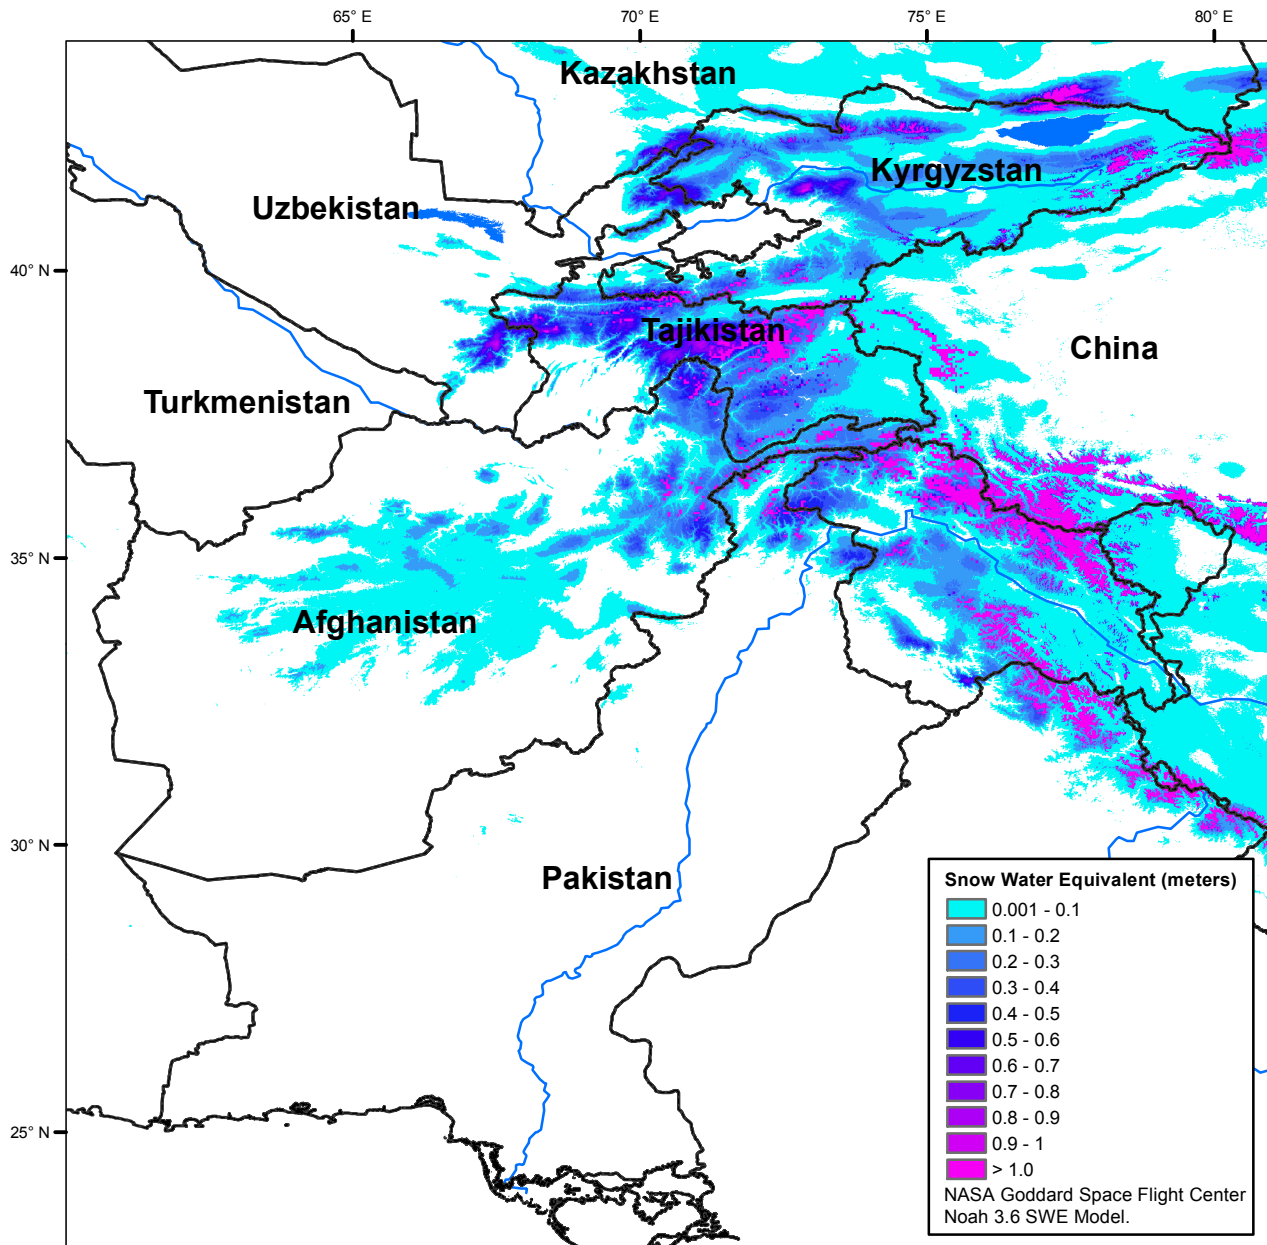 65° E
70° E
75° E
80° E
Kazakhstan
Kyrgyzstan
Uzbekistan
40° N
Tajikistan
China
Turkmenistan
35° N
Afghanistan
30° N
Pakistan
25° N
Snow Water Equivalent (meters)
0.001 - 0.1
0.1 - 0.2
0.2 - 0.3
0.3 - 0.4
0.4 - 0.5
0.5 - 0.6
0.6 - 0.7
0.7 - 0.8
0.8 - 0.9
0.9 - 1
> 1.0
NASA Goddard Space Flight Center
Noah 3.6 SWE Model.